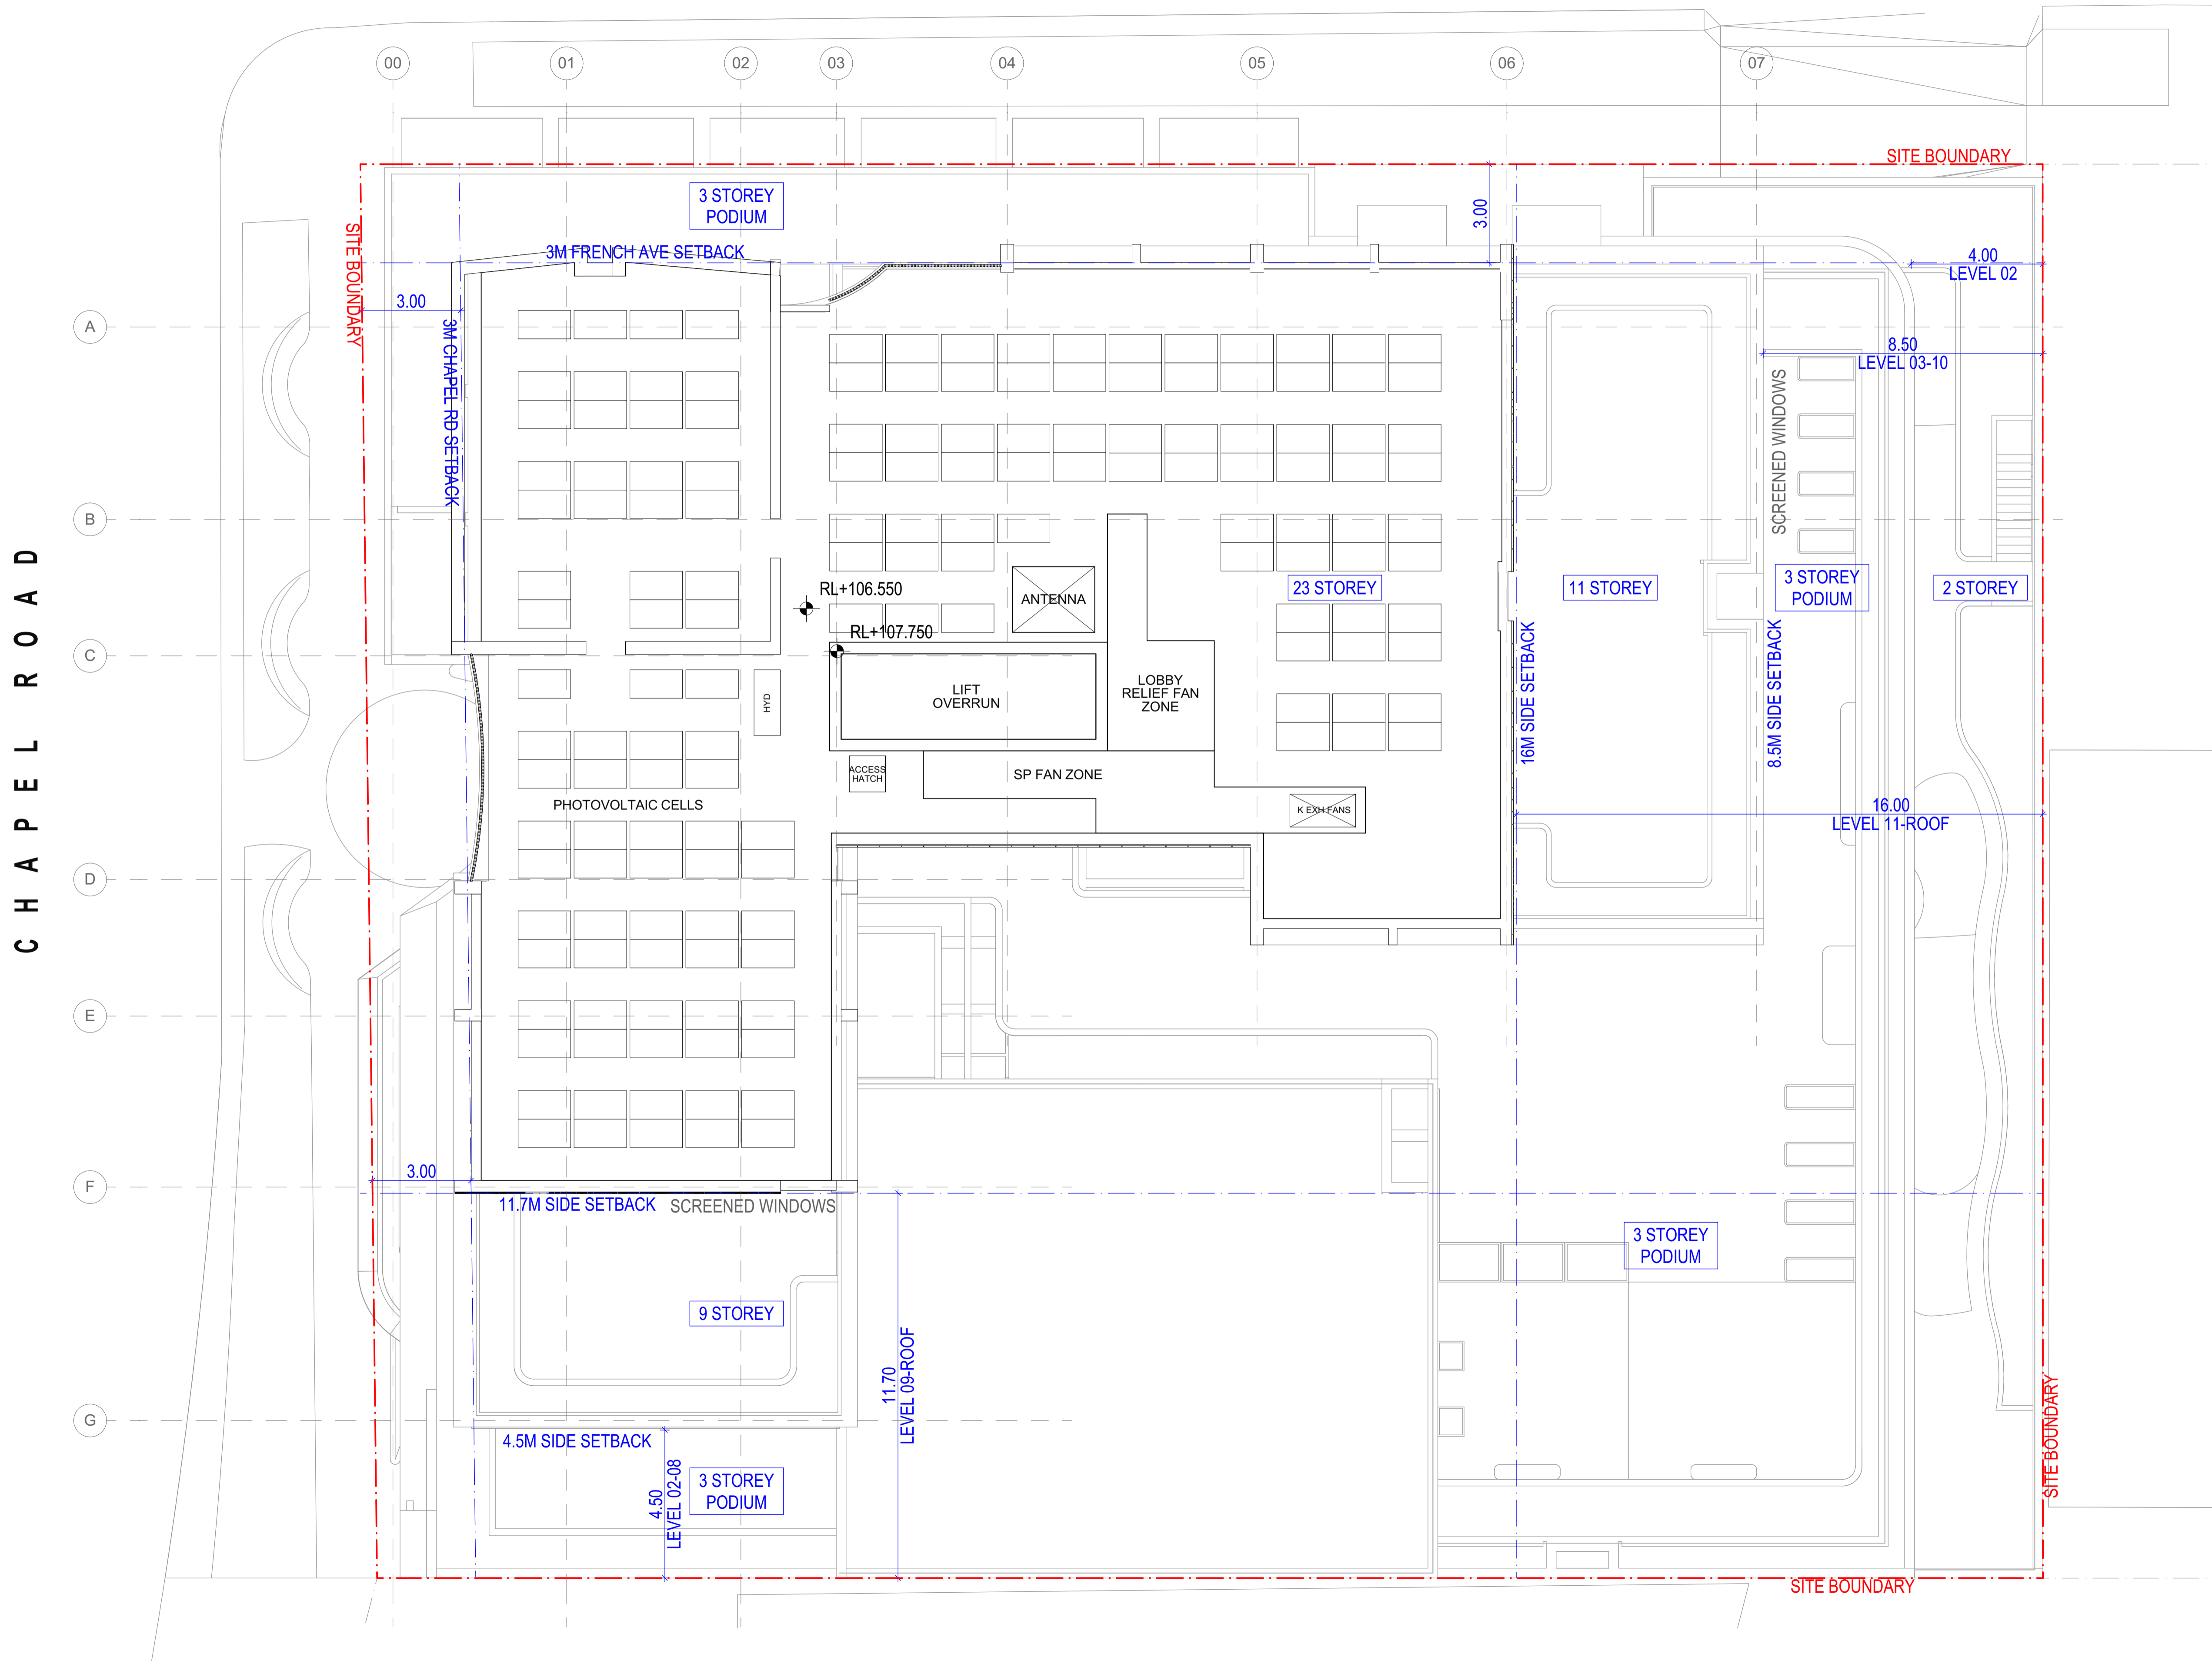 00
01
02
03
04
05
06
07
SITE BOUNDARY
3 STOREY
PODIUM
3M FRENCH AVE SETBACK
3.00
SITE BOUNDARY
3.00
3M CHAPEL RD SETBACK
4.00
LEVEL 02
A
8.50
LEVEL 03-10
SCREENED WINDOWS
B
CHAPEL ROAD
RL+106.550
ANTENNA
23 STOREY
11 STOREY
3 STOREY
PODIUM
2 STOREY
RL+107.750
C
LIFT
OVERRUN
LOBBY
RELIEF FAN
ZONE
HYD
16M SIDE SETBACK
8.5M SIDE SETBACK
ACCESS
HATCH
SP FAN ZONE
PHOTOVOLTAIC CELLS
K EXH FANS
16.00
LEVEL 11-ROOF
D
E
3.00
F
11.7M SIDE SETBACK
SCREENED WINDOWS
3 STOREY
PODIUM
9 STOREY
11.70
LEVEL 09-ROOF
G
4.5M SIDE SETBACK
4.50
LEVEL 02-08
3 STOREY
PODIUM
SITE BOUNDARY
SITE BOUNDARY